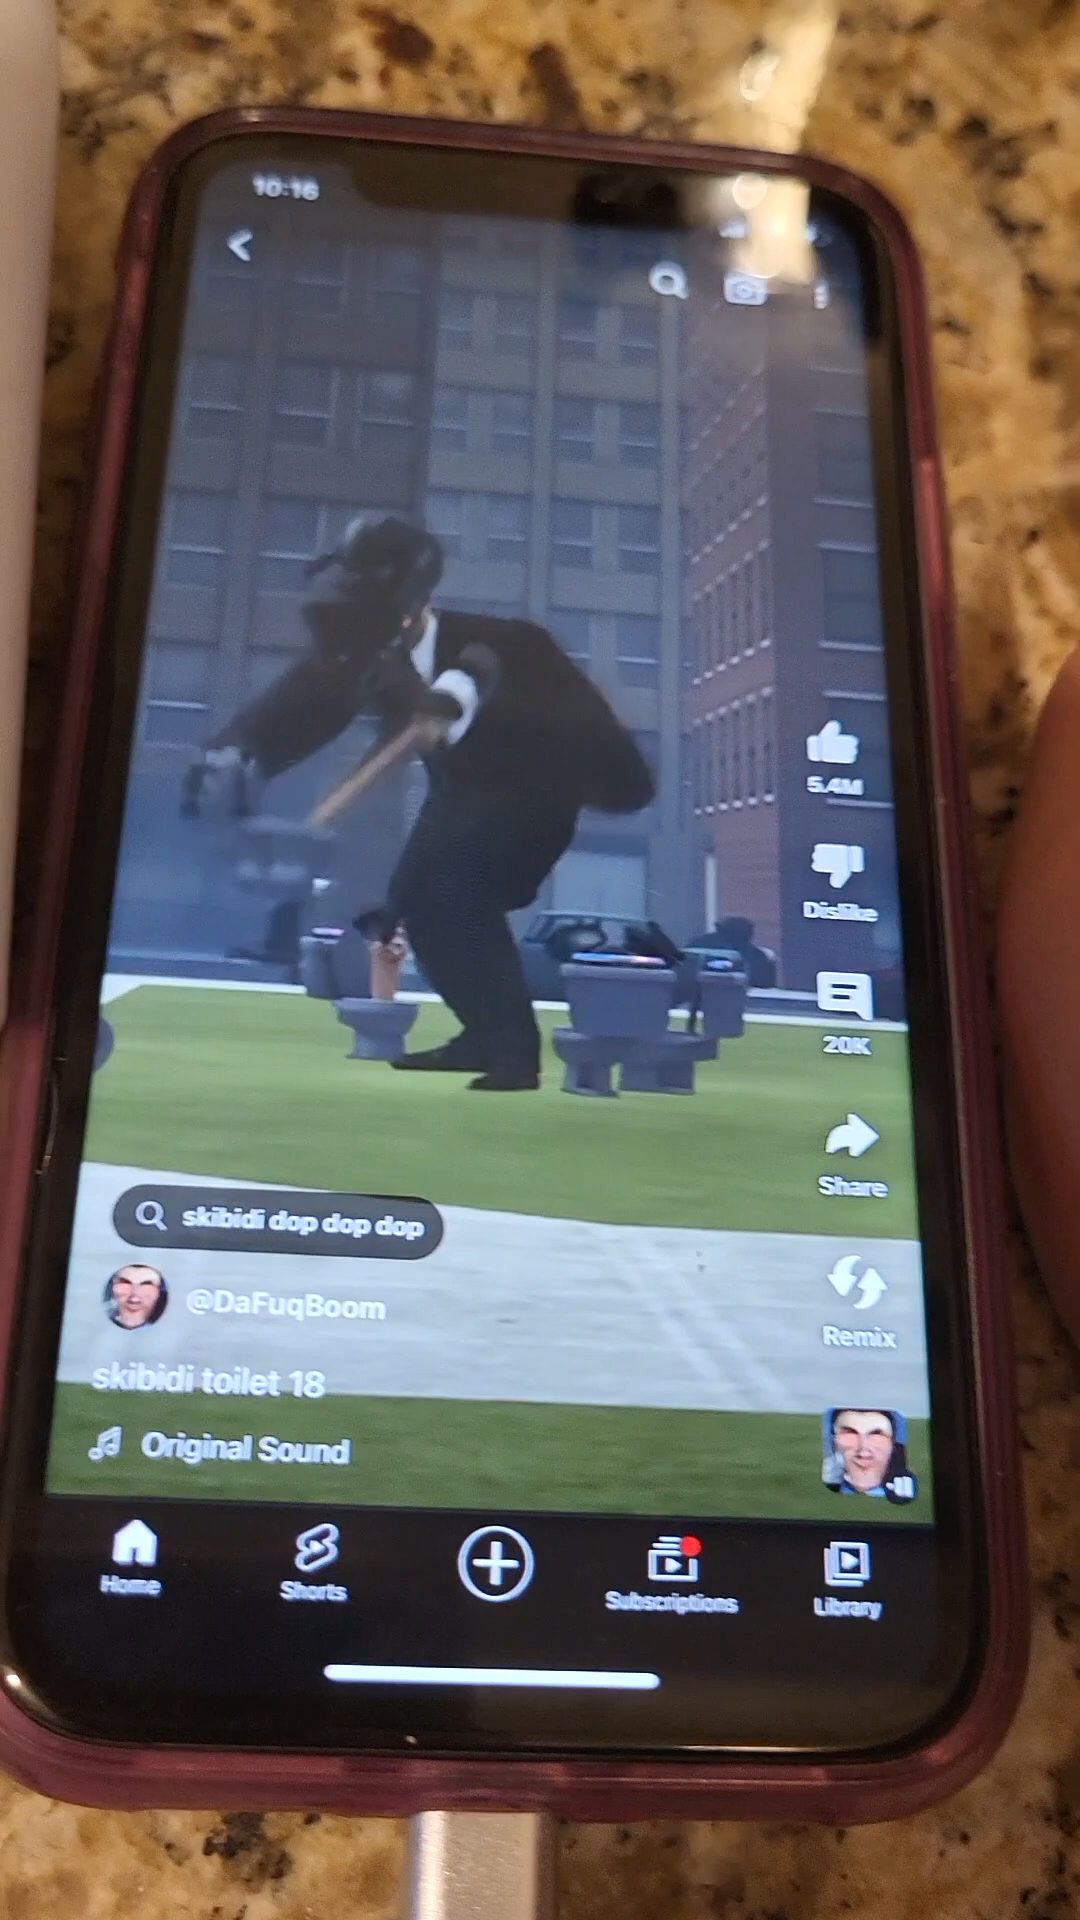 10:16
5.4M
Dislike
20K
Share
skibidi dop dop dop
@DaFuqBoom
Remix
skibidi toilet 18
Original Sound
Home
Shorts
Subscriptions
Library